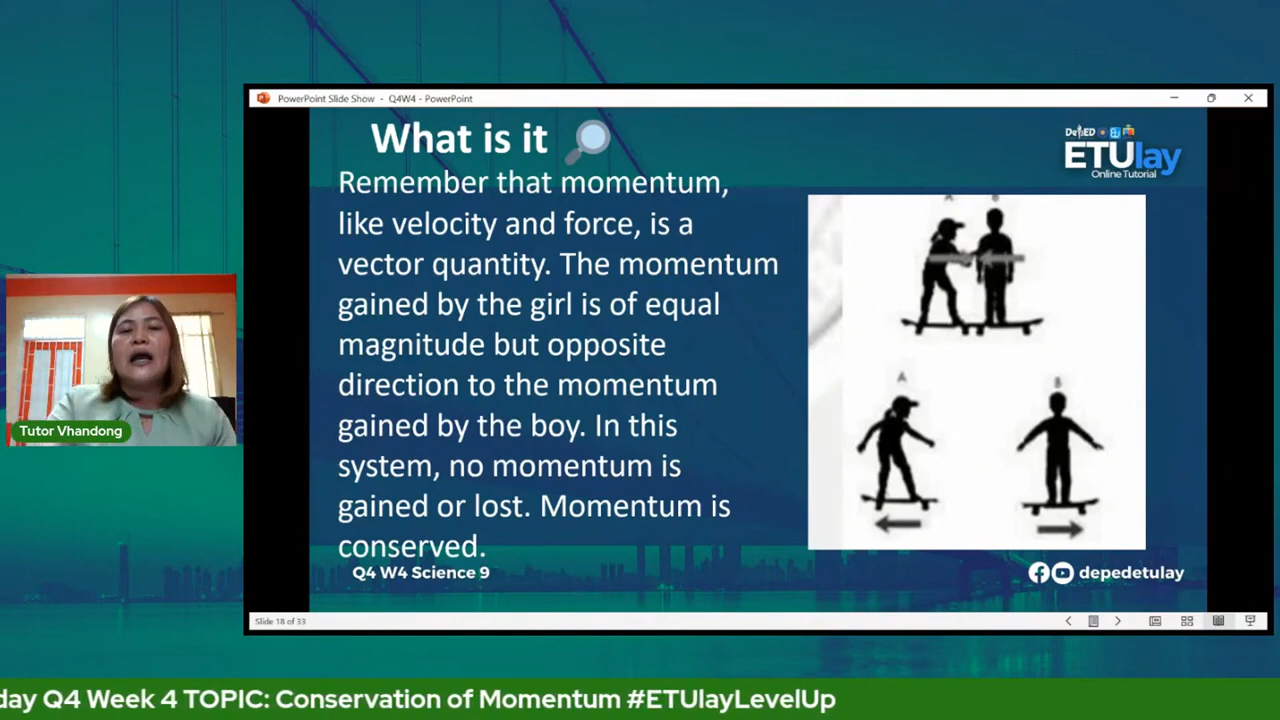 PowerPoint Slide Show - Q4W4 - PowerPoint
What is it
DepED
ETUlay
Online Tutorial
Remember that momentum,
like velocity and force, is a
vector quantity. The momentum
gained by the girl is of equal
magnitude but opposite
direction to the momentum
gained by the boy. In this
system, no momentum is
gained or lost. Momentum is
conserved.
A B
A B
Tutor Vhandong
Q4 W4 Science 9
depedetulay
Slide 18 of 33
day Q4 Week 4 TOPIC: Conservation of Momentum #ETUlayLevelUp